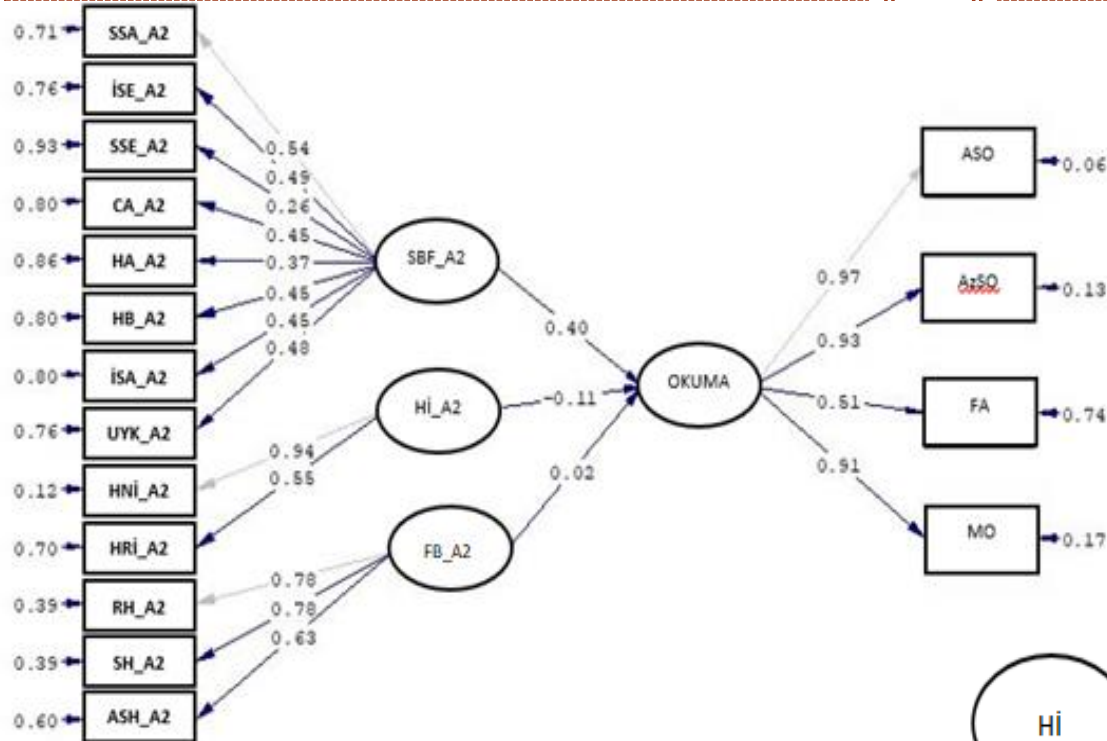 0.71 SSA_A2
0.76 İSE_A2
0.93 SSE_A2
0.80 CA_A2
0.86 HA_A2
0.80 HB_A2
0.80 İSA_A2
0.76 UYK_A2
0.12 HNİ_A2
0.70 HRİ_A2
0.39 RH_A2
0.39 SH_A2
0.60 ASH_A2
0.54
0.49
0.26
0.45
0.37
0.45
0.45
0.48
0.94
0.55
0.78
0.78
0.63
SBF_A2
Hİ_A2
FB_A2
0.40
-0.11
0.02
OKUMA
0.97
0.93
0.51
0.91
ASO 0.06
AzSO 0.13
FA 0.74
MO 0.17
Hİ